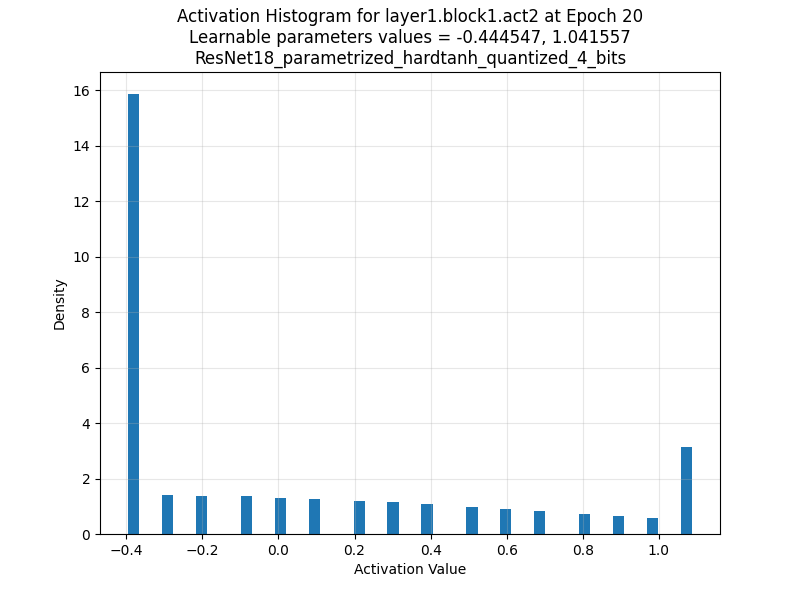 Activation Histogram for layer1.block1.act2 at Epoch 20
Learnable parameters values = -0.444547, 1.041557
ResNet18_parametrized_hardtanh_quantized_4_bits
16
14
12
10
8
6
4
2
0
Density
−0.4 −0.2 0.0 0.2 0.4 0.6 0.8 1.0
Activation Value